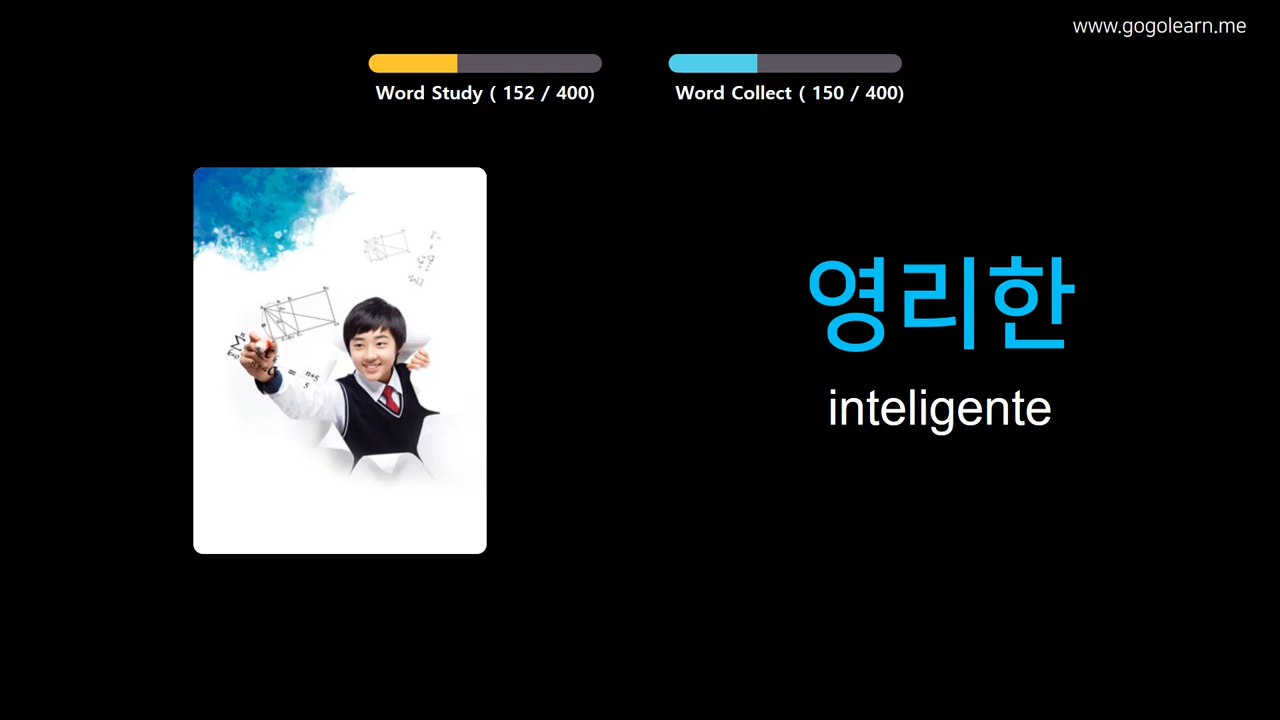 www.gogolearn.me
Word Study ( 152 / 400)
Word Collect ( 150 / 400)
영리한
inteligente